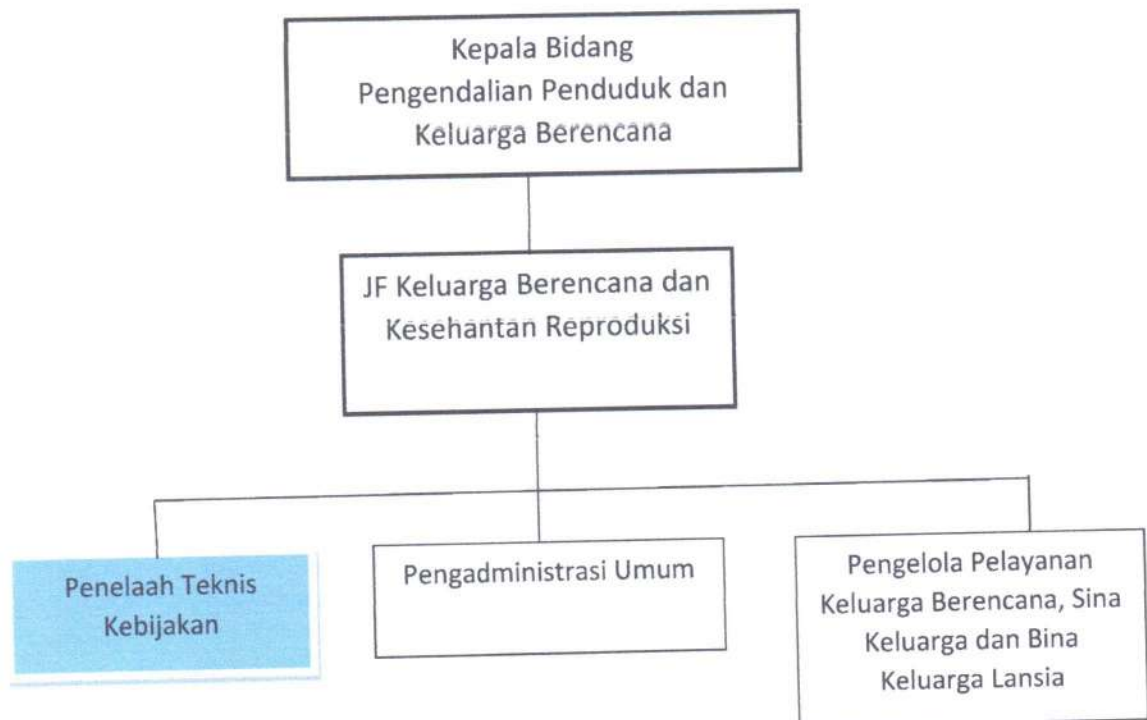 Kepala Bidang
Pengendalian Penduduk dan
Keluarga Berencana
JF Keluarga Berencana dan
Kesehantan Reproduksi
Penelaah Teknis
Kebijakan
Pengadministrasi Umum
Pengelola Pelayanan
Keluarga Berencana, Sina
Keluarga dan Bina
Keluarga Lansia